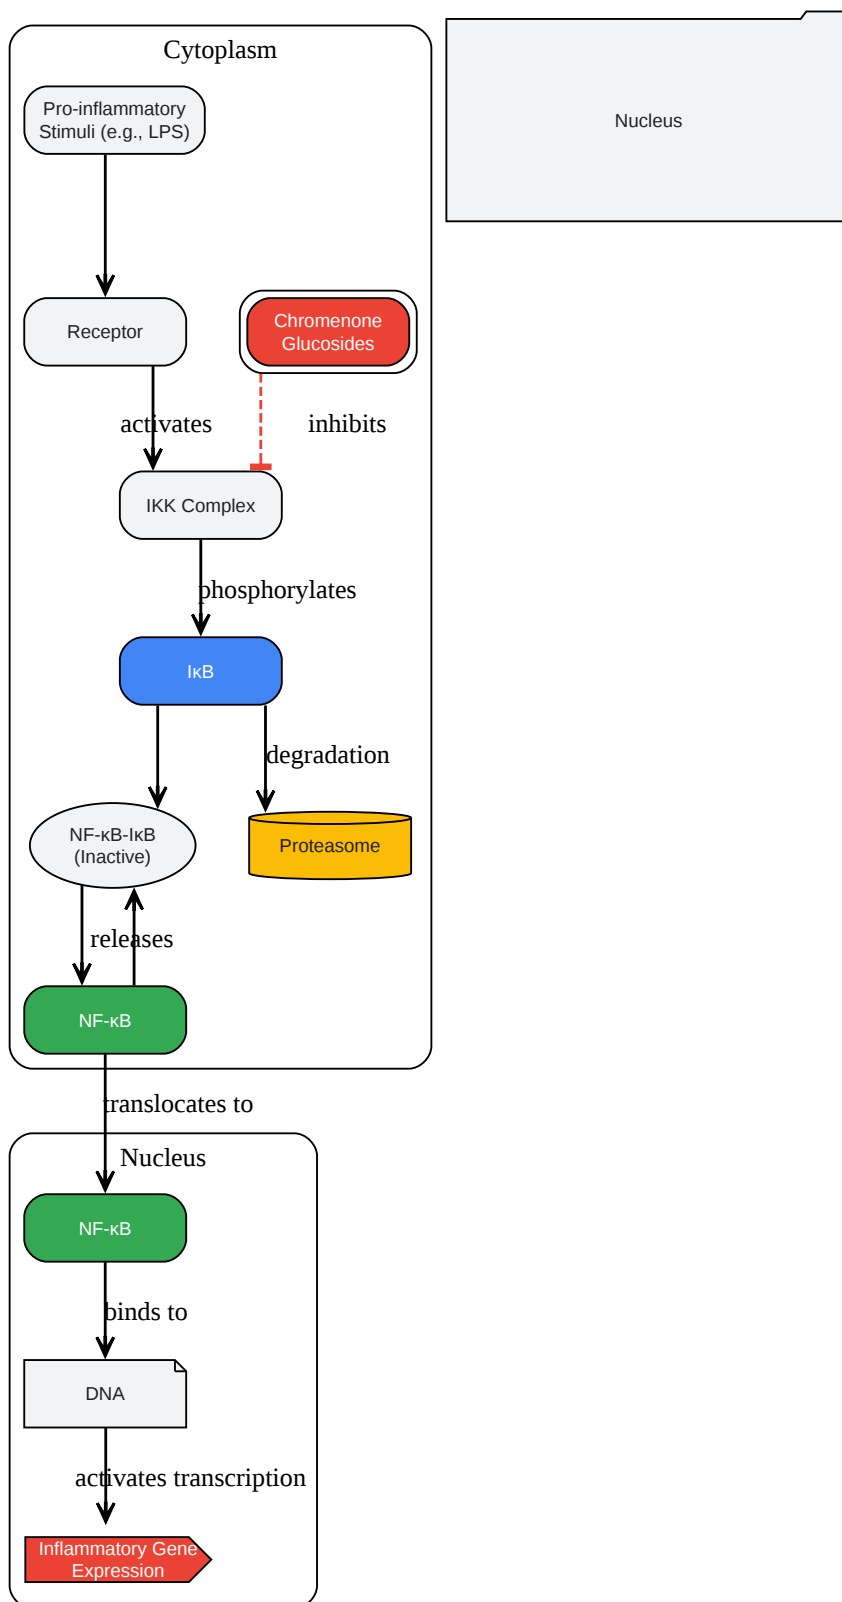 Cytoplasm
Pro-inflammatory
Stimuli (e.g., LPS)
Nucleus
Receptor
Chromenone
Glucosides
activates
inhibits
IKK Complex
phosphorylates
IκB
degradation
NF-κB-IκB
(Inactive)
Proteasome
releases
NF-κB
translocates to
Nucleus
NF-κB
binds to
DNA
activates transcription
Inflammatory Gene
Expression